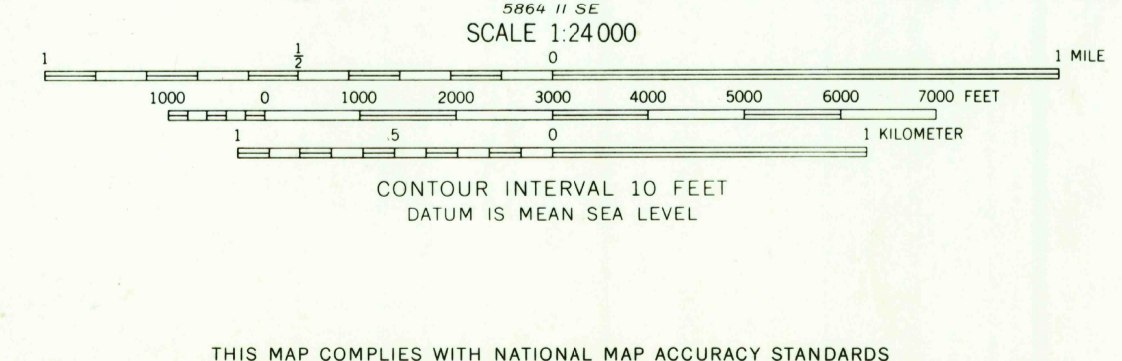 5864 II SE
SCALE 1:24 000
1 1/2 0 1 MILE
1000 0 1000 2000 3000 4000 5000 6000 7000 FEET
1 .5 0 1 KILOMETER
CONTOUR INTERVAL 10 FEET
DATUM IS MEAN SEA LEVEL
THIS MAP COMPLIES WITH NATIONAL MAP ACCURACY STANDARDS